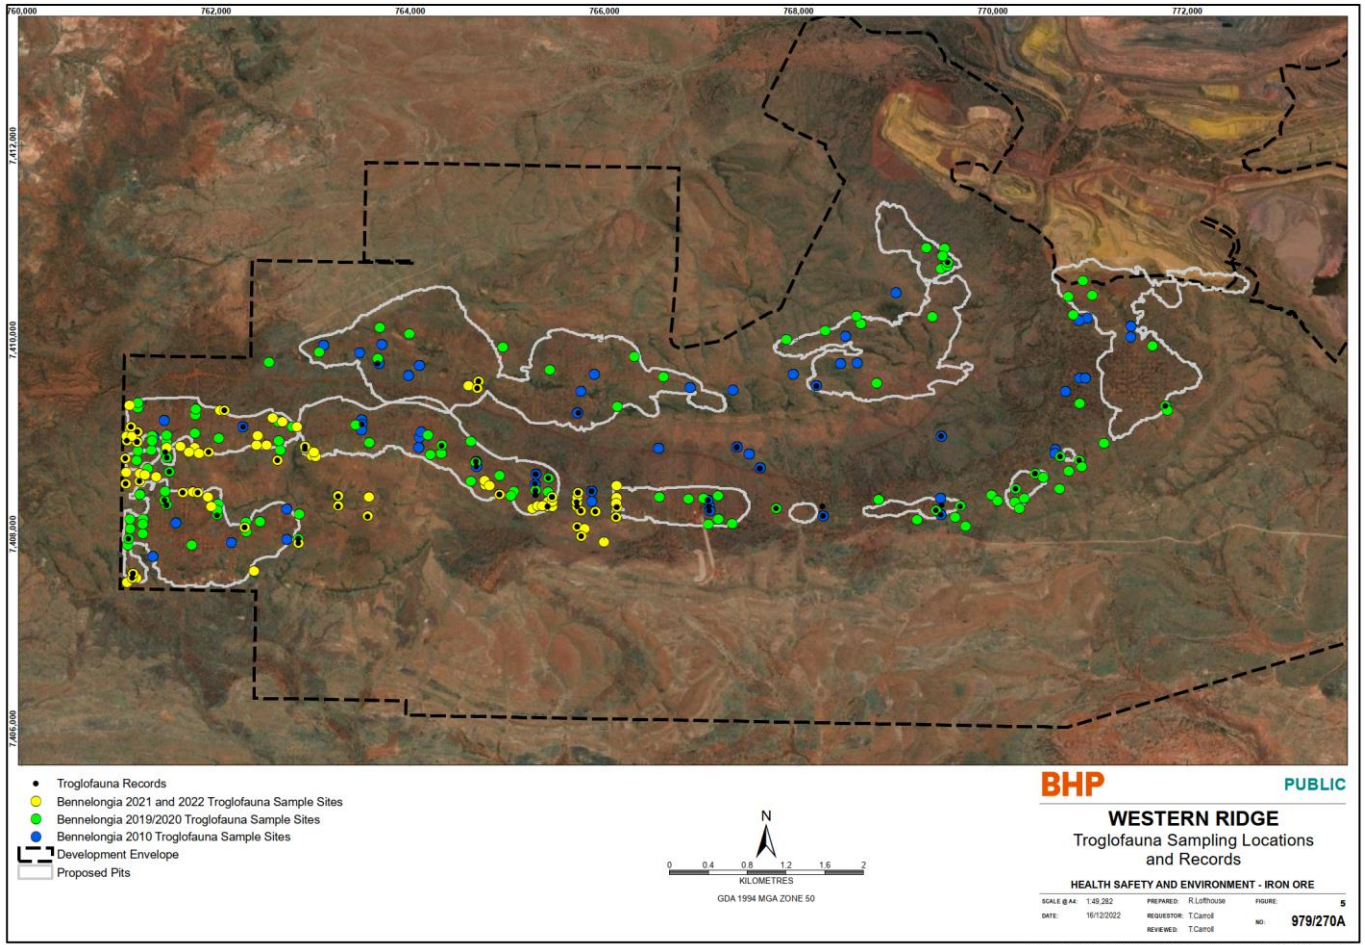 760,000 762,000 764,000 766,000 768,000 770,000 772,000
7,412,000
7,410,000
7,408,000
7,406,000
Troglofauna Records
Bennelongia 2021 and 2022 Troglofauna Sample Sites
Bennelongia 2019/2020 Troglofauna Sample Sites
Bennelongia 2010 Troglofauna Sample Sites
Development Envelope
Proposed Pits
N
0 0.4 0.8 1.2 1.6 2
KILOMETRES
GDA 1994 MGA ZONE 50
BHP PUBLIC
WESTERN RIDGE
Troglofauna Sampling Locations
and Records
HEALTH SAFETY AND ENVIRONMENT - IRON ORE
SCALE @ A4: 1:49,282 PREPARED: R.Lofthouse FIGURE: 5
DATE: 16/12/2022 REQUESTOR: T.Carroll NO: 979/270A
REVIEWED: T.Carroll